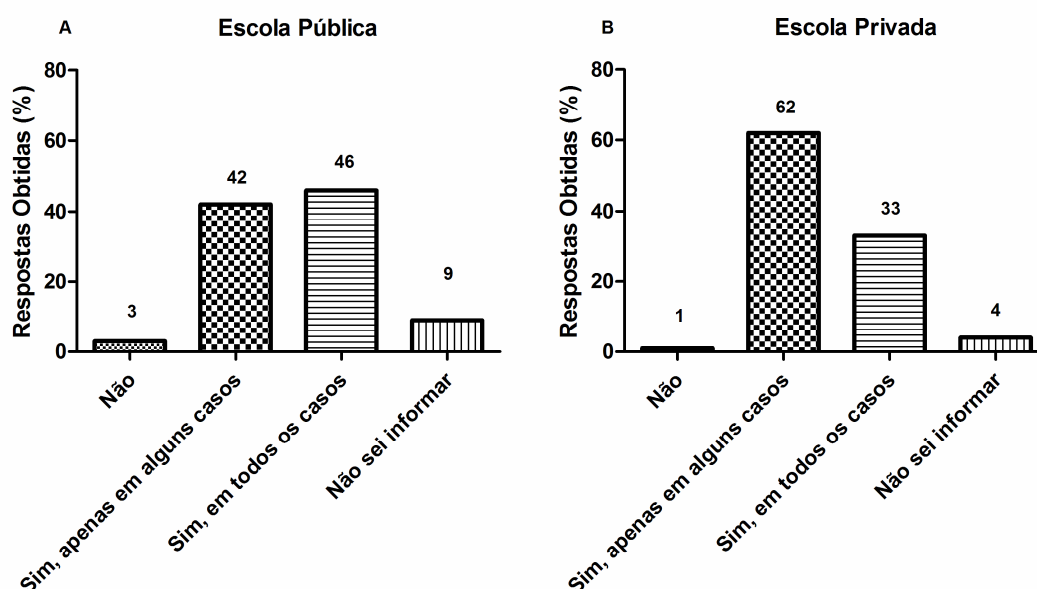 A
Escola Pública
Respostas Obtidas (%)
80
60
40
20
0
3
42
46
9
Não
Sim, apenas em alguns casos
Sim, em todos os casos
Não sei informar
B
Escola Privada
Respostas Obtidas (%)
80
60
40
20
0
1
62
33
4
Não
Sim, apenas em alguns casos
Sim, em todos os casos
Não sei informar